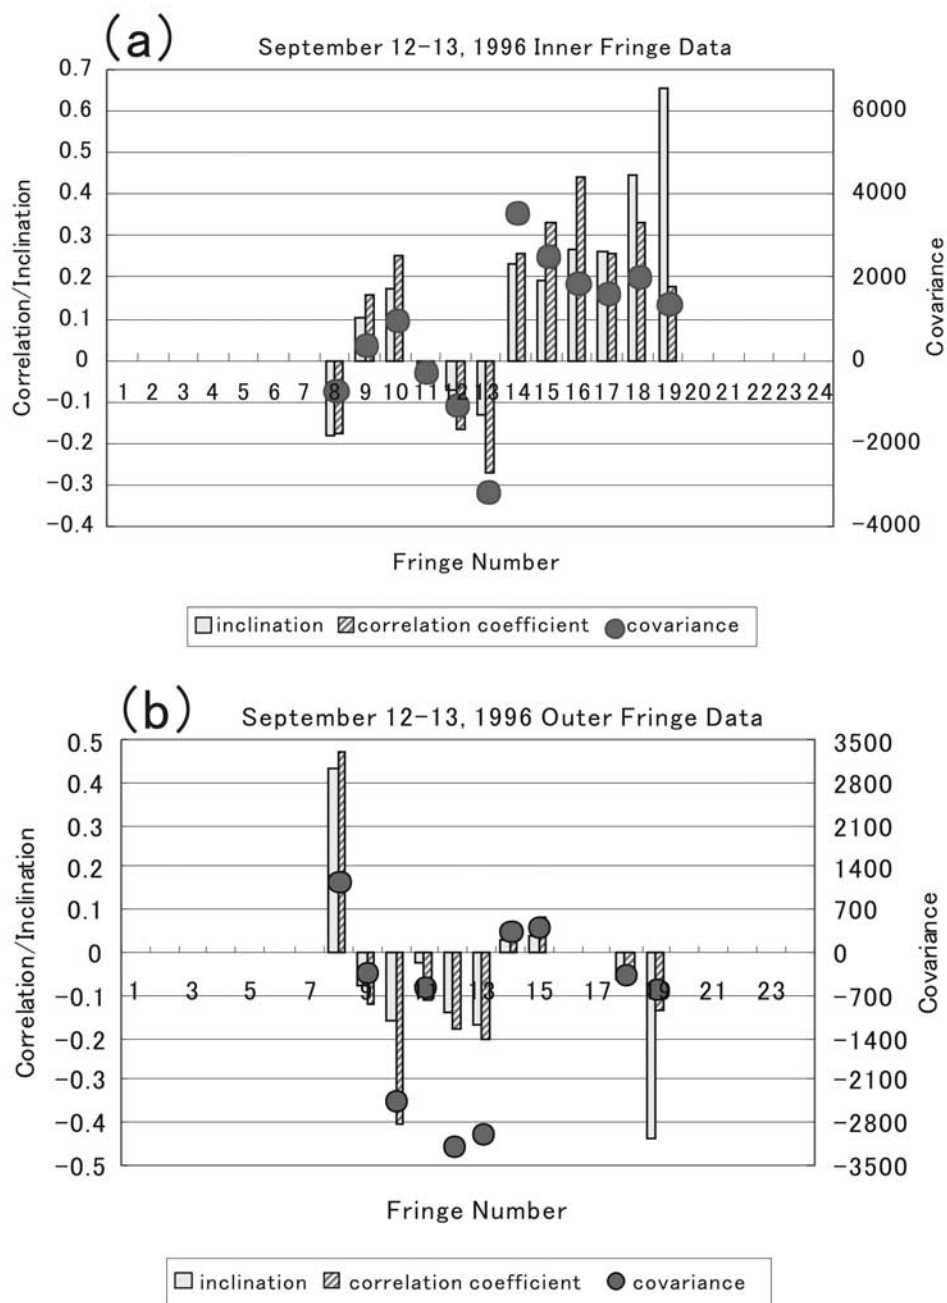 (a)
September 12-13, 1996 Inner Fringe Data
0.7
0.6 6000
0.5
0.4 4000
0.3
0.2 2000
0.1
0 0
-0.1
-0.2 -2000
-0.3
-0.4 -4000
Correlation/Inclination
Covariance
1 2 3 4 5 6 7 8 9 10 11 12 13 14 15 16 17 18 19 20 21 22 23 24
Fringe Number
inclination correlation coefficient covariance
(b)
September 12-13, 1996 Outer Fringe Data
0.5 3500
0.4 2800
0.3 2100
0.2 1400
0.1 700
0 0
-0.1 -700
-0.2 -1400
-0.3 -2100
-0.4 -2800
-0.5 -3500
Correlation/Inclination
Covariance
1 3 5 7 9 11 13 15 17 19 21 23
Fringe Number
inclination correlation coefficient covariance